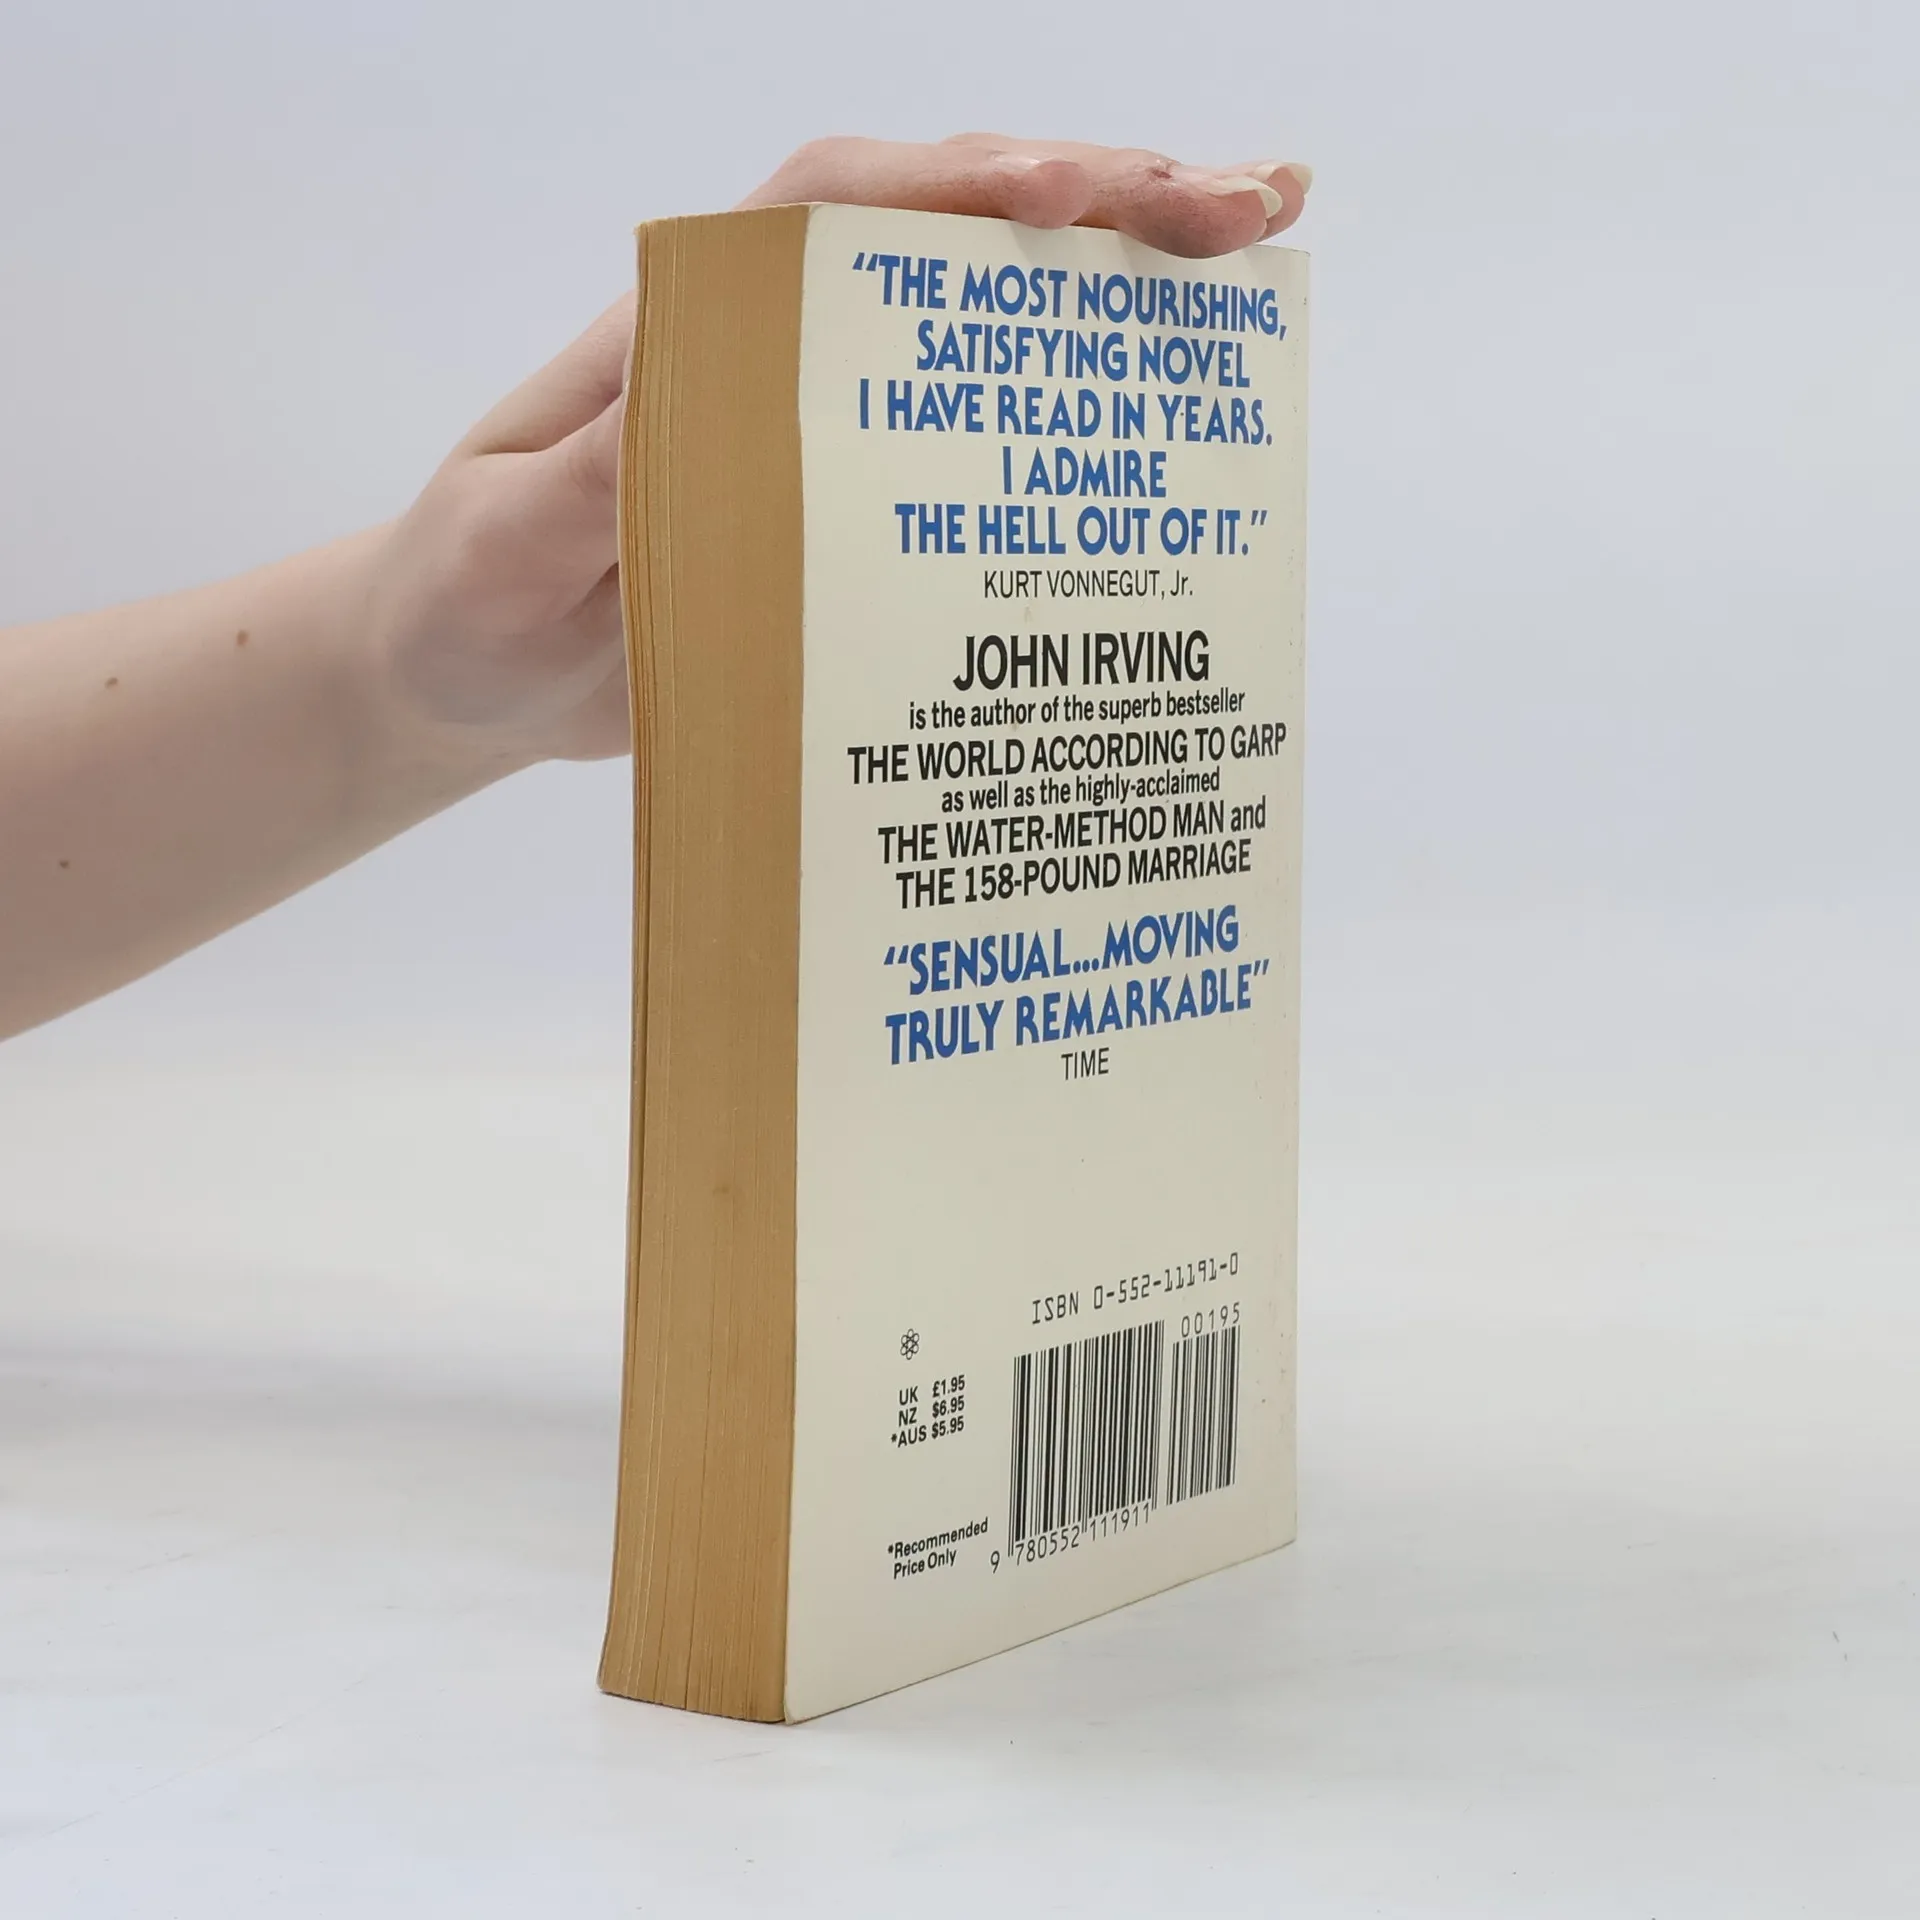 “THE MOST NOURISHING,
SATISFYING NOVEL
I HAVE READ IN YEARS.
I ADMIRE
THE HELL OUT OF IT.”
KURT VONNEGUT, Jr.
JOHN IRVING
is the author of the superb bestseller
THE WORLD ACCORDING TO GARP
as well as the highly-acclaimed
THE WATER-METHOD MAN and
THE 158-POUND MARRIAGE
“SENSUAL...MOVING
TRULY REMARKABLE”
TIME
ISBN 0-552-11191-0
00195
UK £1.95
NZ $6.95
*AUS $5.95
*Recommended
Price Only
9 780552 111911